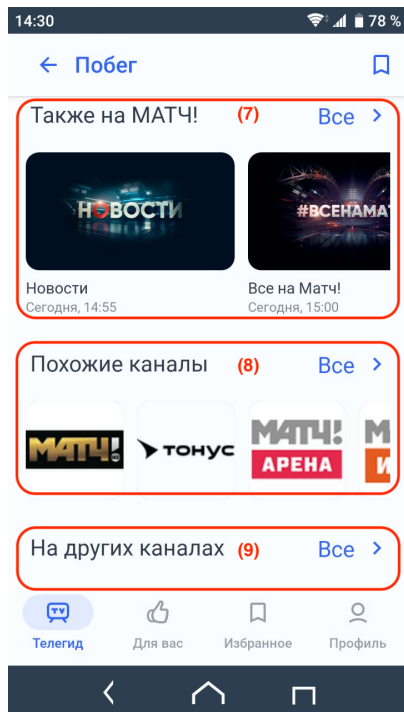 14:30 78 %
Побег
Также на МАТЧ! (7) Все
НОВОСТИ #ВСЕНАМАТ
Новости Все на Матч!
Сегодня, 14:55 Сегодня, 15:00
Похожие каналы (8) Все
МАТЧ! ТОНУС МАТЧ! М
АРЕНА И
На других каналах (9) Все
TV
Телегид Для вас Избранное Профиль